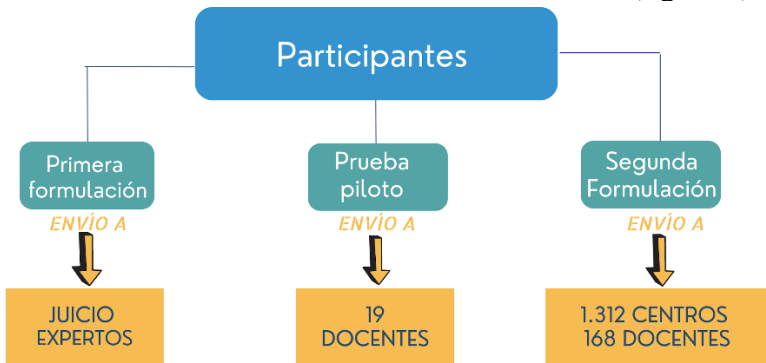 Participantes
Primera
formulación
Prueba
piloto
Segunda
Formulación
ENVÍO A
ENVÍO A
ENVÍO A
JUICIO
EXPERTOS
19
DOCENTES
1.312 CENTROS
168 DOCENTES